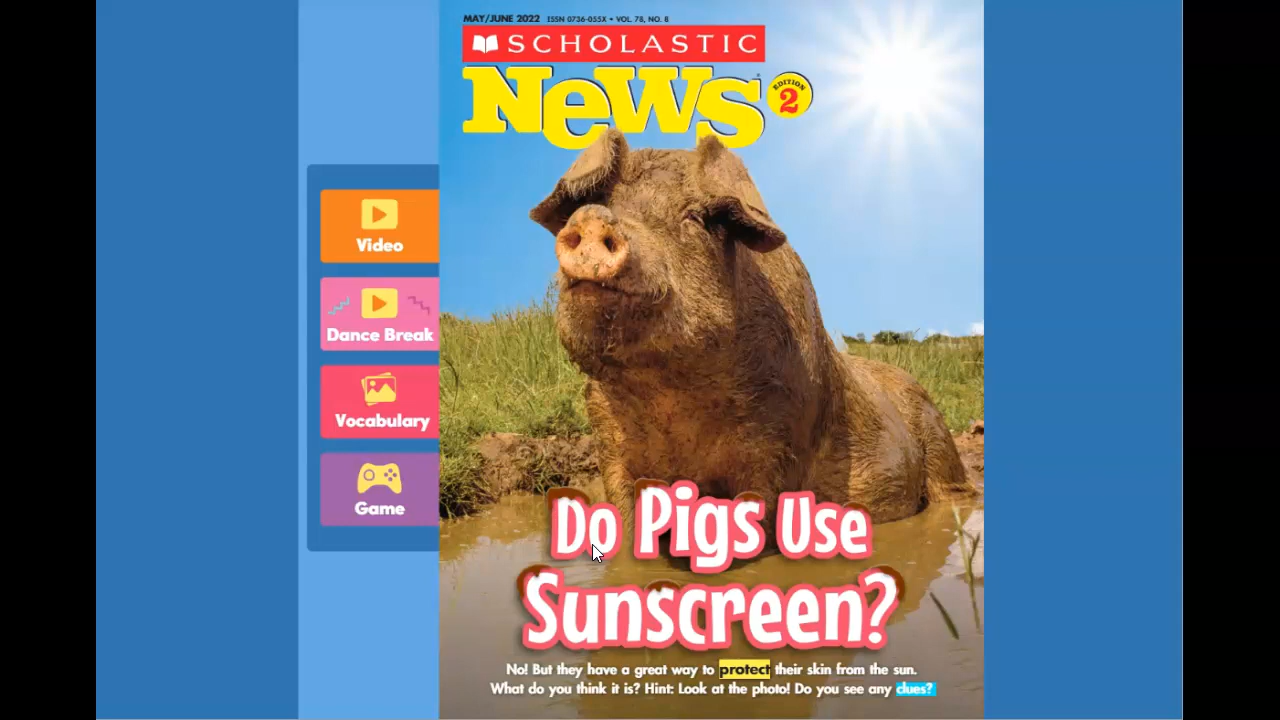 MAY/JUNE 2022 ISSN 0736-055X • VOL. 78, NO. 8
SCHOLASTIC
NeWS
EDITION
2
Video
Dance Break
Vocabulary
Game
Do Pigs Use
Sunscreen?
No! But they have a great way to protect their skin from the sun.
What do you think it is? Hint: Look at the photo! Do you see any clues?